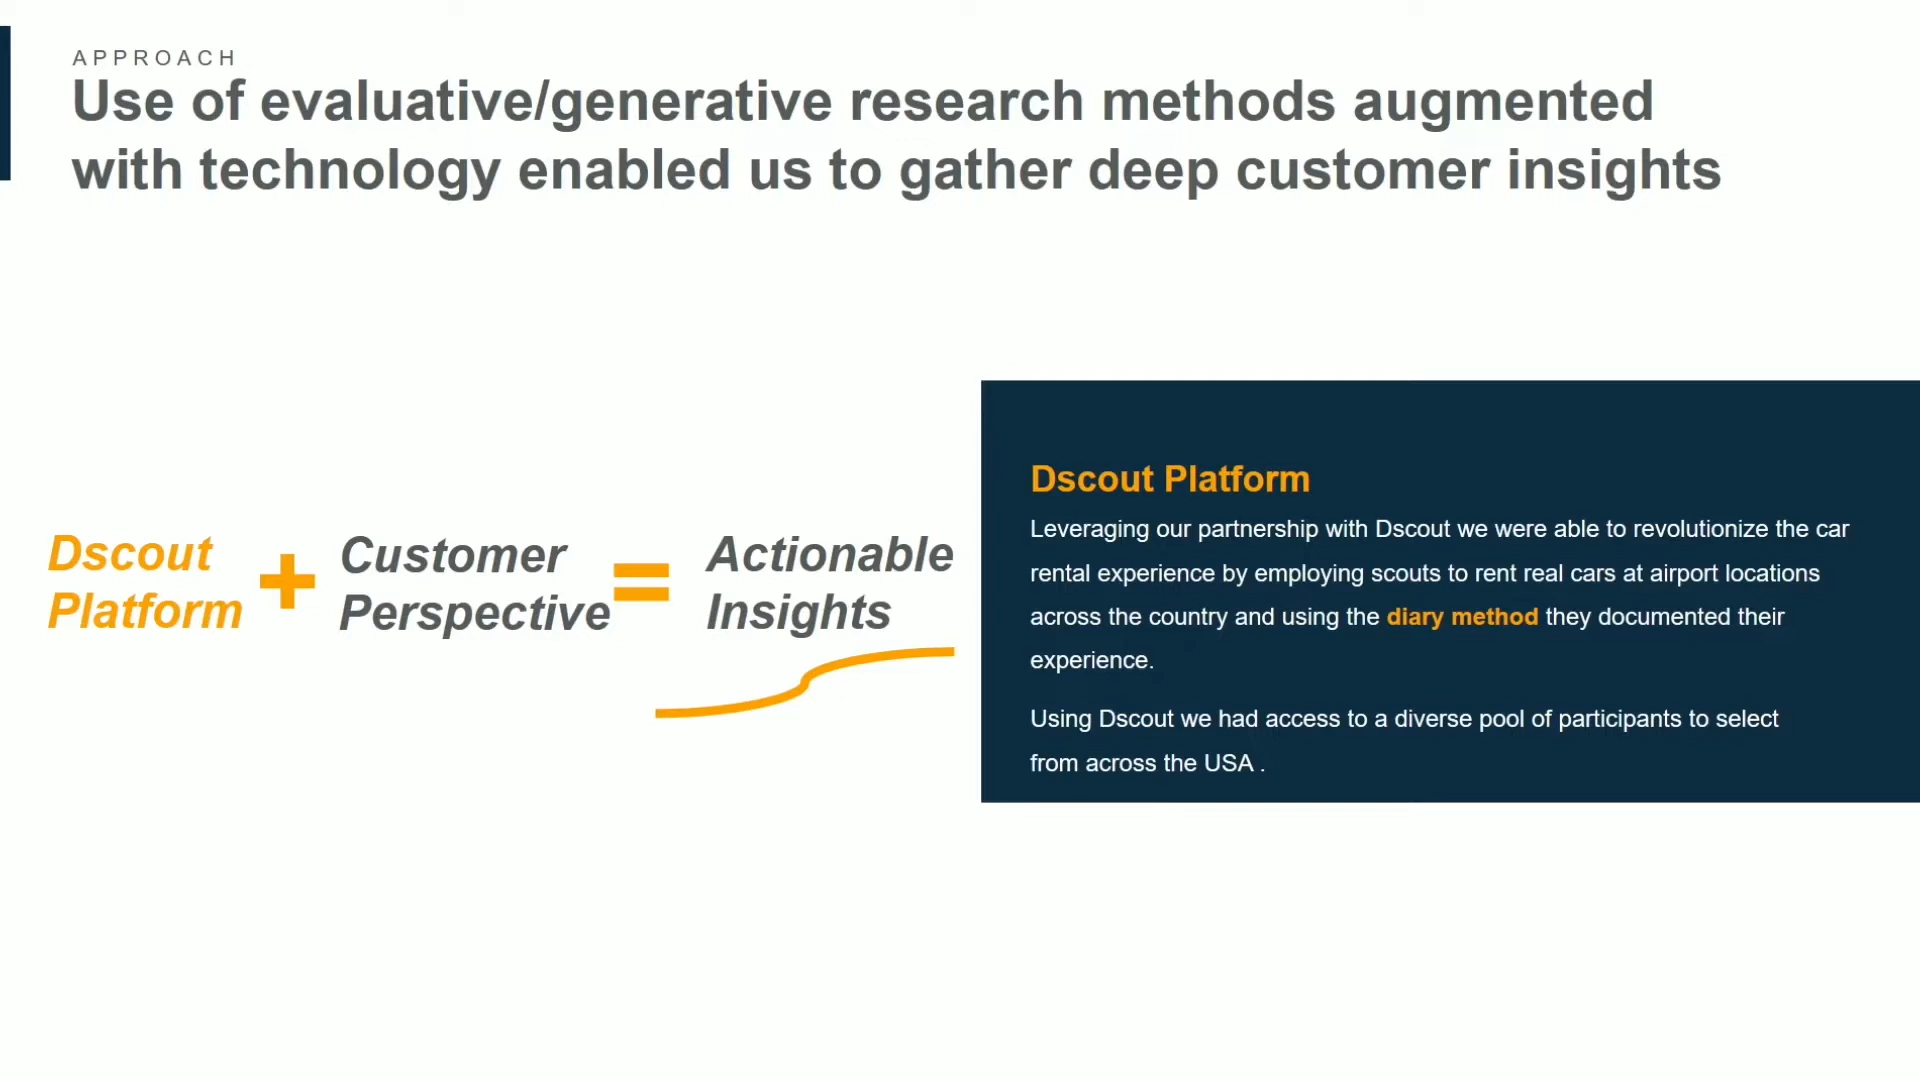 APPROACH
Use of evaluative/generative research methods augmented
with technology enabled us to gather deep customer insights
Dscout
Platform
+
Customer
Perspective
=
Actionable
Insights
Dscout Platform
Leveraging our partnership with Dscout we were able to revolutionize the car
rental experience by employing scouts to rent real cars at airport locations
across the country and using the diary method they documented their
experience.
Using Dscout we had access to a diverse pool of participants to select
from across the USA .